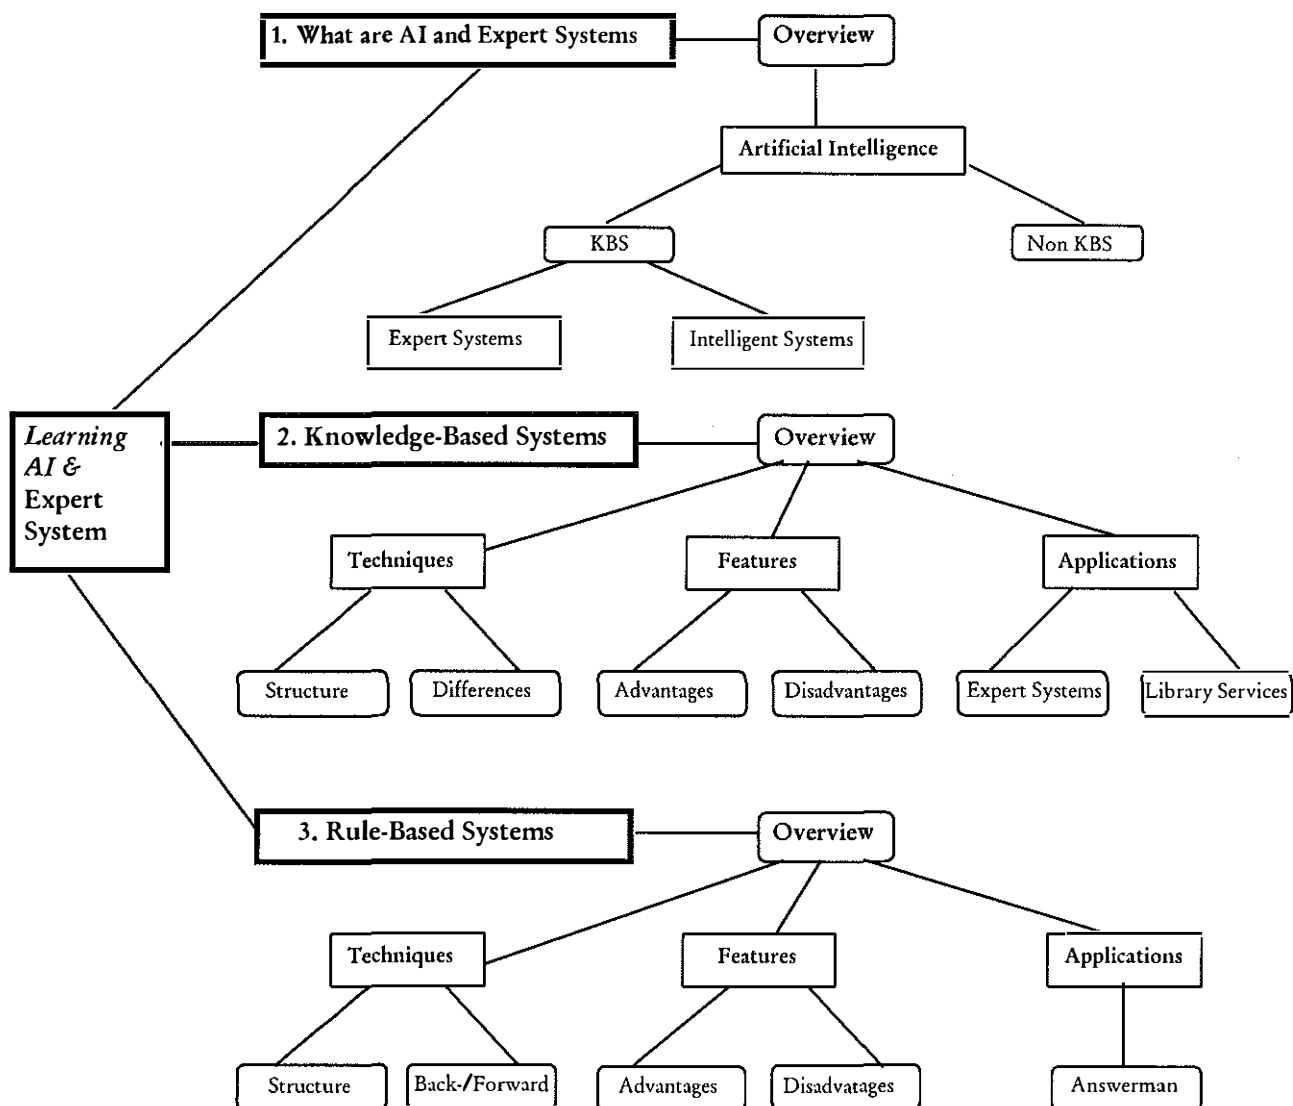 1. What are AI and Expert Systems
Overview
Artificial Intelligence
KBS
Non KBS
Expert Systems
Intelligent Systems
Learning
AI &
Expert
System
2. Knowledge-Based Systems
Overview
Techniques
Features
Applications
Structure
Differences
Advantages
Disadvantages
Expert Systems
Library Services
3. Rule-Based Systems
Overview
Techniques
Features
Applications
Structure
Back-/Forward
Advantages
Disadvatages
Answerman